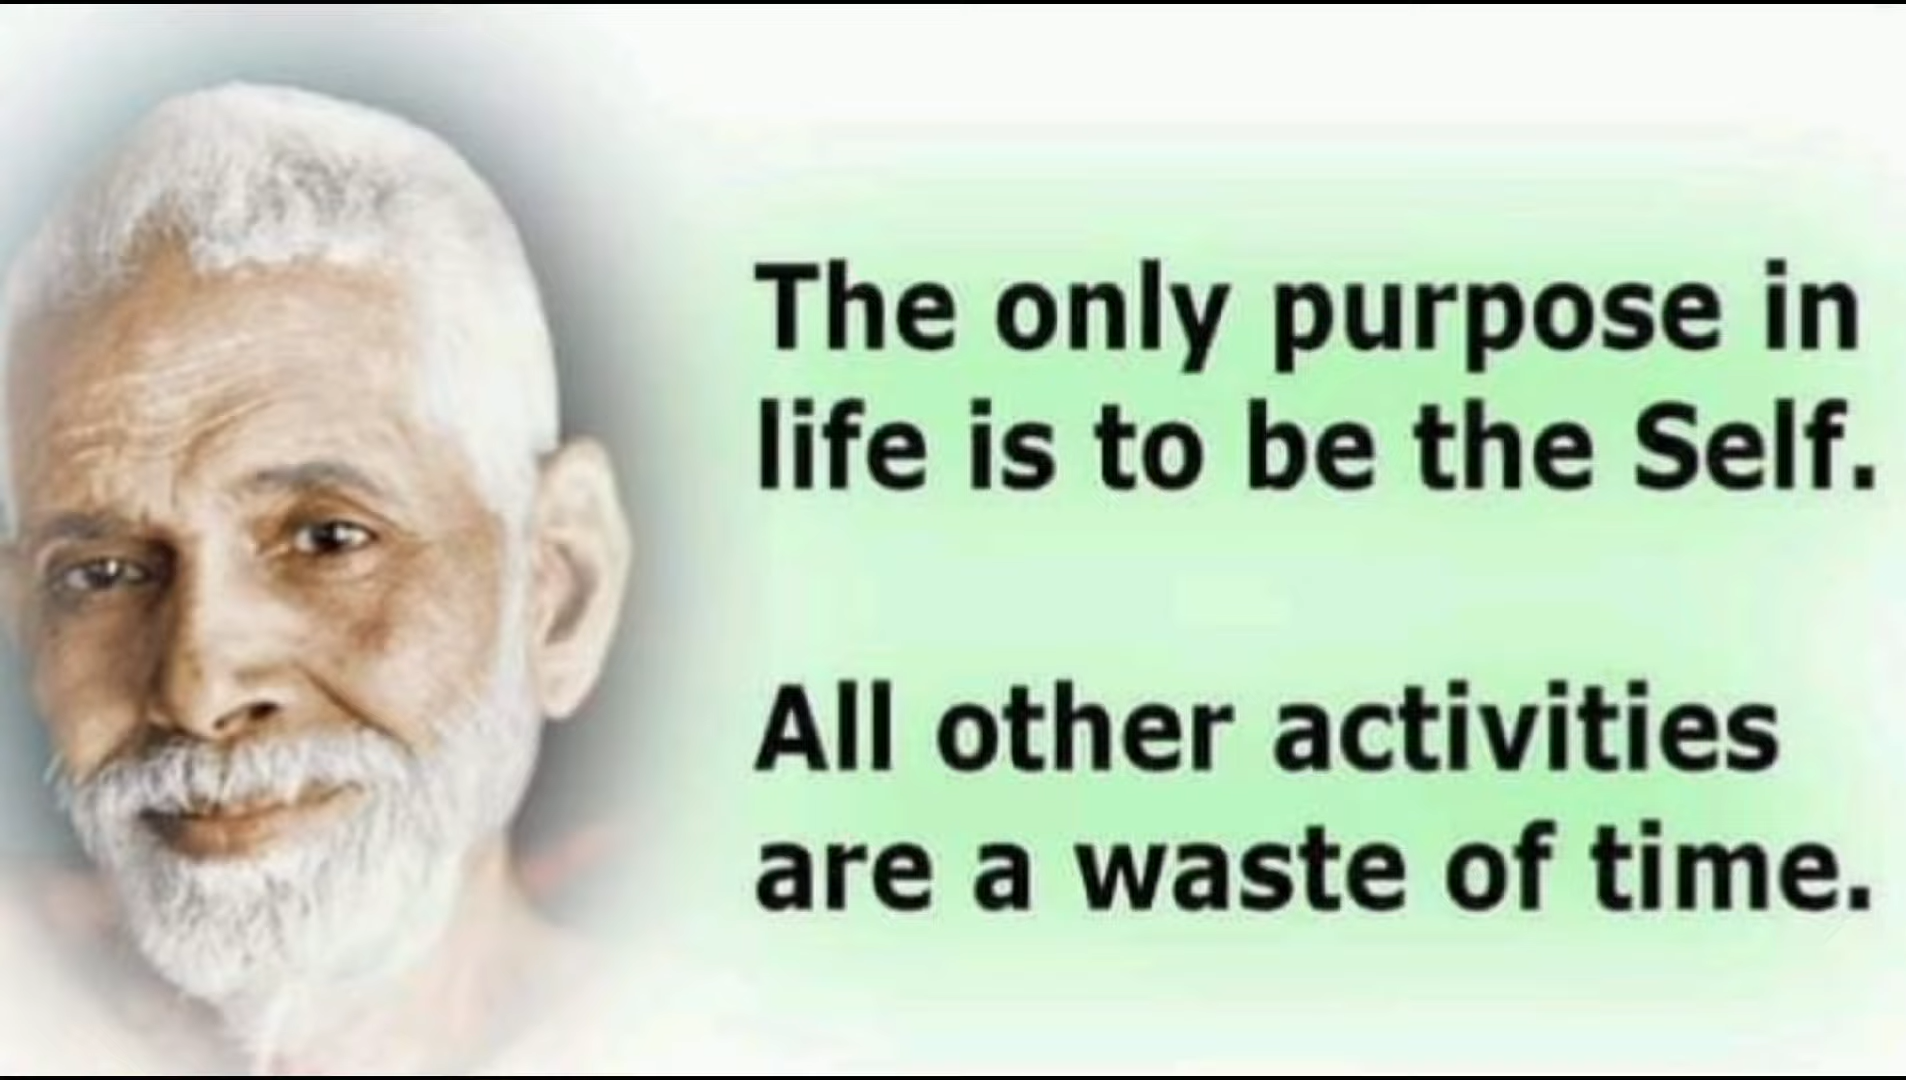 The only purpose in
life is to be the Self.
All other activities
are a waste of time.